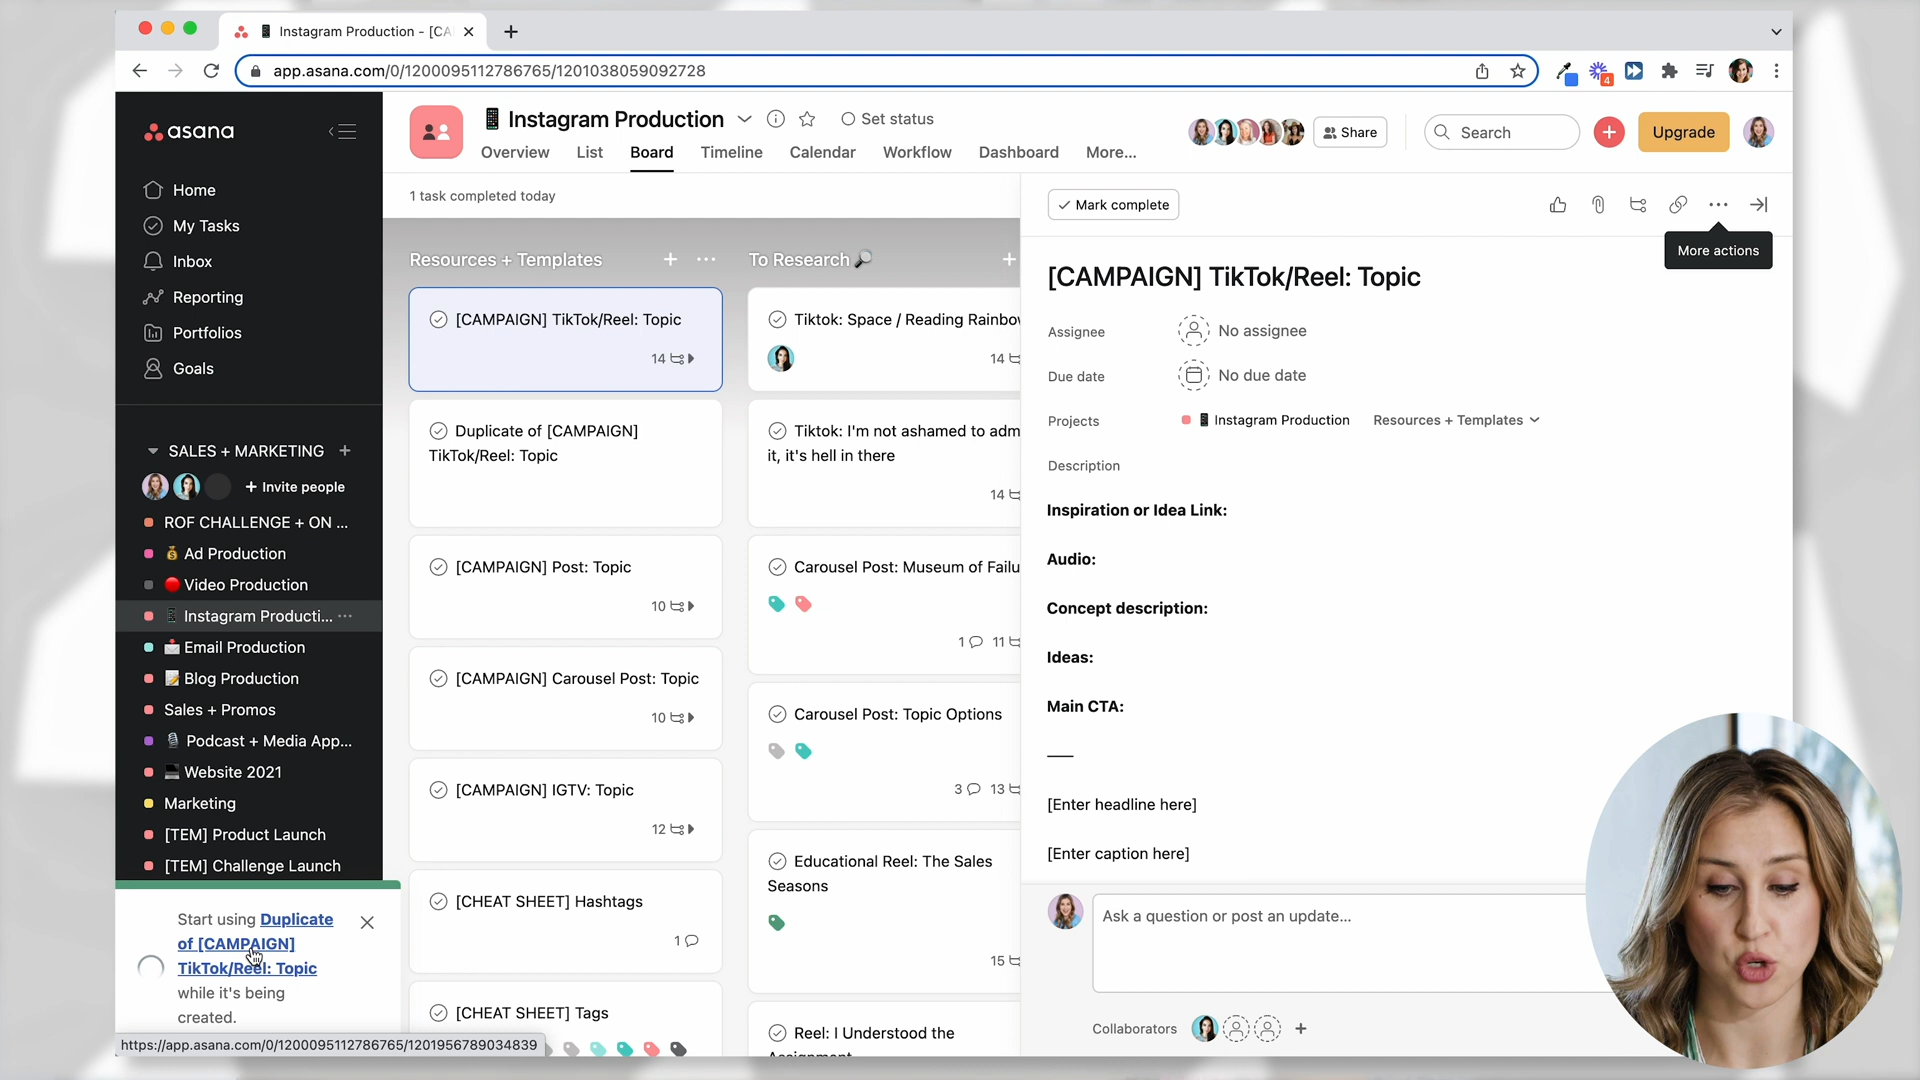 Instagram Production - [CA
app.asana.com/0/1200095112786765/1201038059092728
4
asana
Home
My Tasks
Inbox
Reporting
Portfolios
Goals
SALES + MARKETING
Invite people
ROF CHALLENGE + ON ...
Ad Production
Video Production
Instagram Producti...
Email Production
Blog Production
Sales + Promos
Podcast + Media App...
Website 2021
Marketing
[TEM] Product Launch
[TEM] Challenge Launch
Start using Duplicate
of [CAMPAIGN]
TikTok/Reel: Topic
while it's being
created.
https://app.asana.com/0/1200095112786765/1201956789034839
Instagram Production
Set status
Overview
List
Board
Timeline
Calendar
Workflow
Dashboard
More...
Share
Search
Upgrade
1 task completed today
Resources + Templates
[CAMPAIGN] TikTok/Reel: Topic
14
Duplicate of [CAMPAIGN]
TikTok/Reel: Topic
[CAMPAIGN] Post: Topic
10
[CAMPAIGN] Carousel Post: Topic
10
[CAMPAIGN] IGTV: Topic
12
[CHEAT SHEET] Hashtags
1
[CHEAT SHEET] Tags
To Research
Tiktok: Space / Reading Rainbow
14
Tiktok: I'm not ashamed to adm
it, it's hell in there
14
Carousel Post: Museum of Failu
1 11
Carousel Post: Topic Options
3 13
Educational Reel: The Sales
Seasons
15
Reel: I Understood the
Assignment
Mark complete
More actions
[CAMPAIGN] TikTok/Reel: Topic
Assignee
No assignee
Due date
No due date
Projects
Instagram Production
Resources + Templates
Description
Inspiration or Idea Link:
Audio:
Concept description:
Ideas:
Main CTA:
[Enter headline here]
[Enter caption here]
Ask a question or post an update...
Collaborators